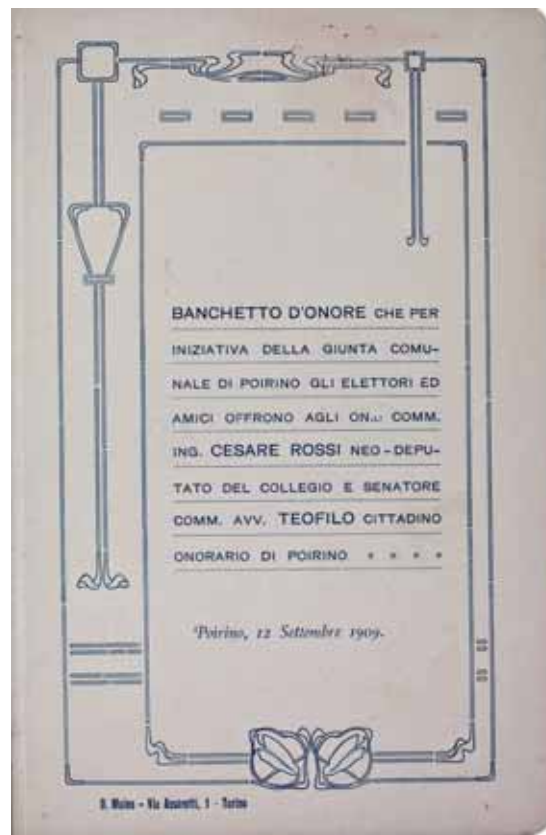 BANCHETTO D'ONORE CHE PER
INIZIATIVA DELLA GIUNTA COMU-
NALE DI POIRINO GLI ELETTORI ED
AMICI OFFRONO AGLI ON... COMM.
ING. CESARE ROSSI NEO-DEPU-
TATO DEL COLLEGIO E SENATORE
COMM. AVV. TEOFILO CITTADINO
ONORARIO DI POIRINO * * * *
Poirino, 12 Settembre 1909.
Via 1 - Torino